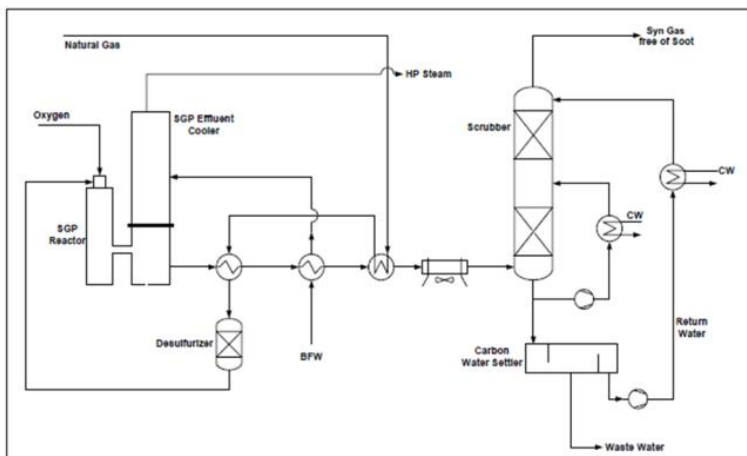 Natural Gas
Syn Gas
free of Soot
HP Steam
SGP Effluent
Cooler
Scrubber
Oxygen
CW
CW
SGP
Reactor
Return
Water
Desulfurizer
BFW
Carbon
Water Settler
Waste Water